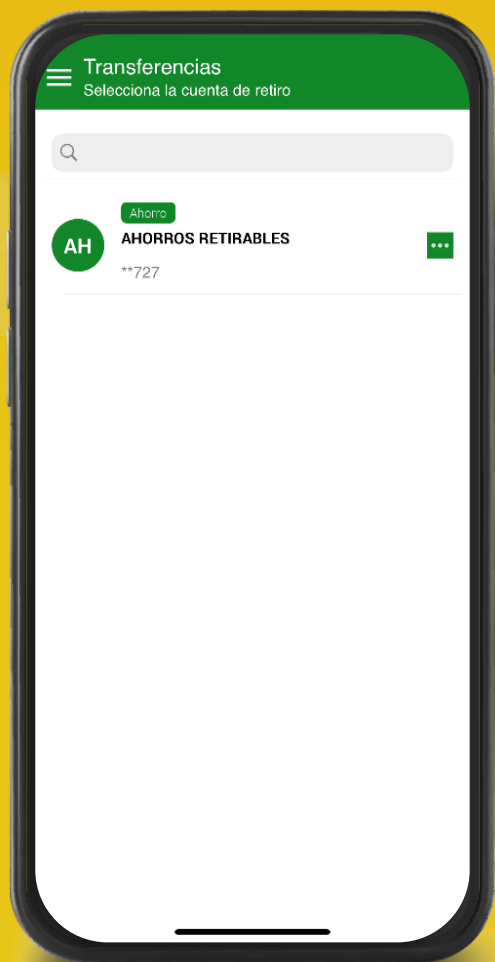 Transferencias
Selecciona la cuenta de retiro
Ahorro
AH
AHORROS RETIRABLES
**727